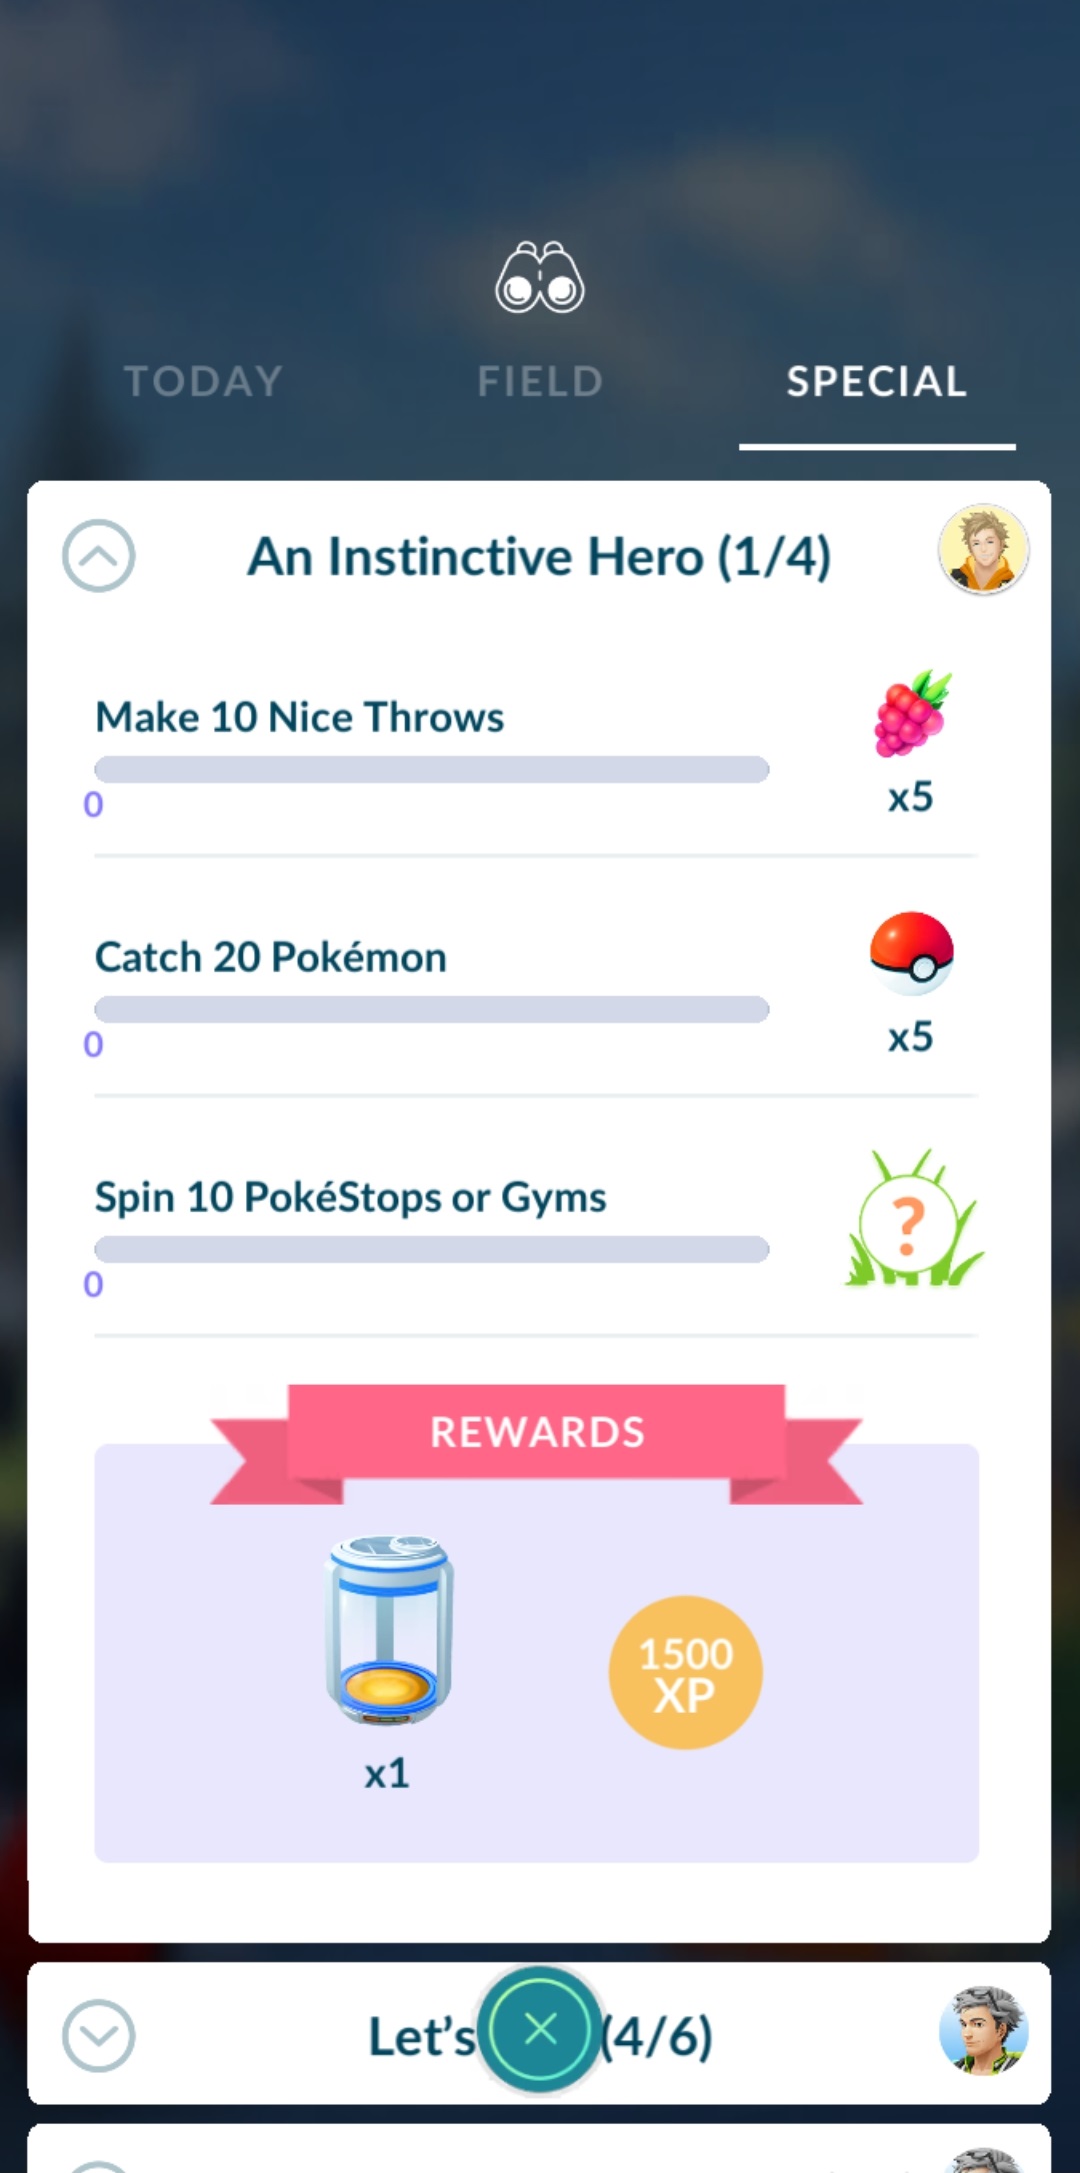 TODAY FIELD SPECIAL
An Instinctive Hero (1/4)
Make 10 Nice Throws
x5
0
Catch 20 Pokémon
x5
0
Spin 10 PokéStops or Gyms
?
0
REWARDS
1500
XP
x1
Let's (4/6)